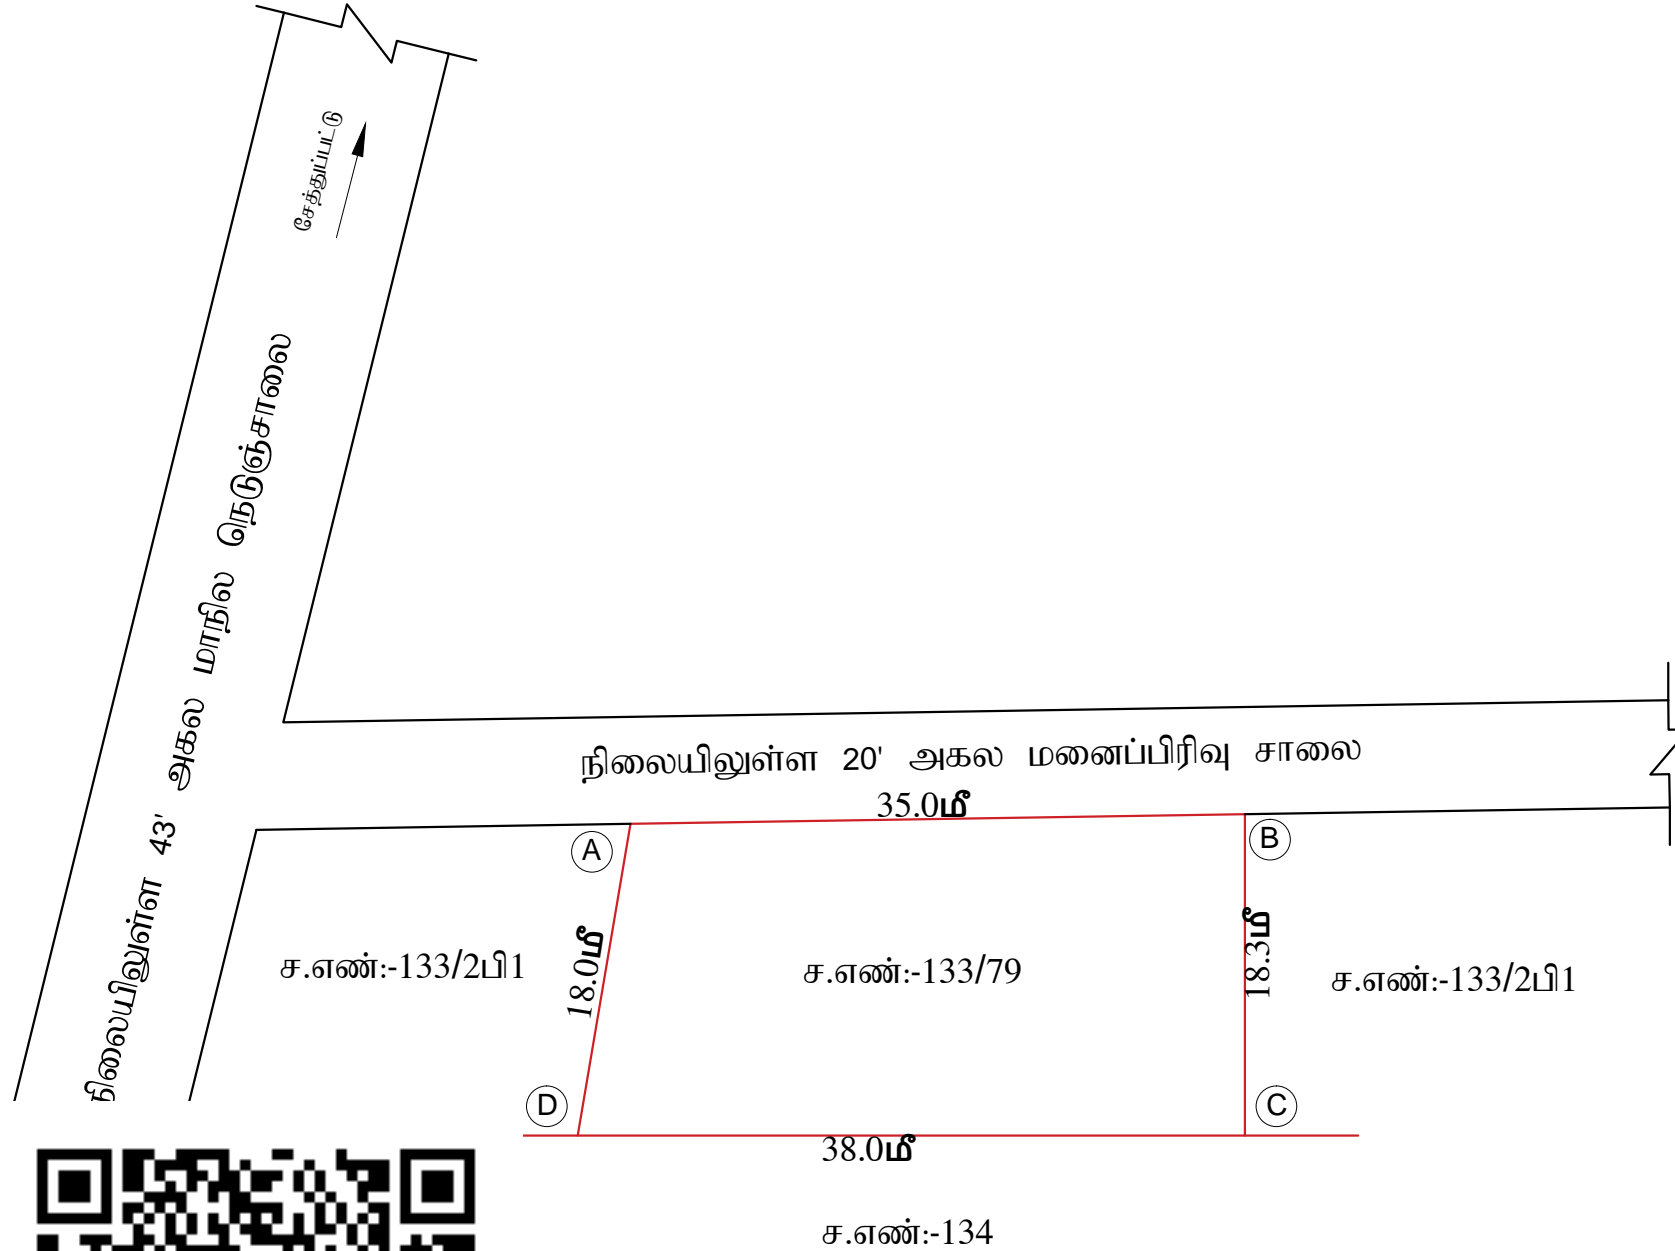 சேத்துப்பட்டு
நிலையிலுள்ள 43' அகல மாநில நெடுஞ்சாலை
நிலையிலுள்ள 20' அகல மனைப்பிரிவு சாலை
35.0மீ
A
B
18.0மீ
18.3மீ
ச.எண்:-133/2பி1
ச.எண்:-133/79
ச.எண்:-133/2பி1
D
C
38.0மீ
ச.எண்:-134